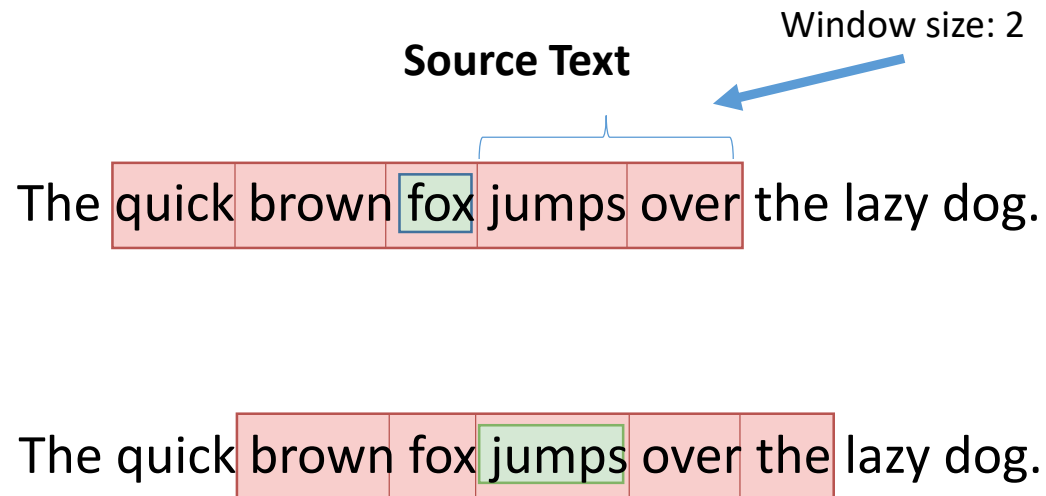 Window size: 2
Source Text
The quick brown fox jumps over the lazy dog.
The quick brown fox jumps over the lazy dog.